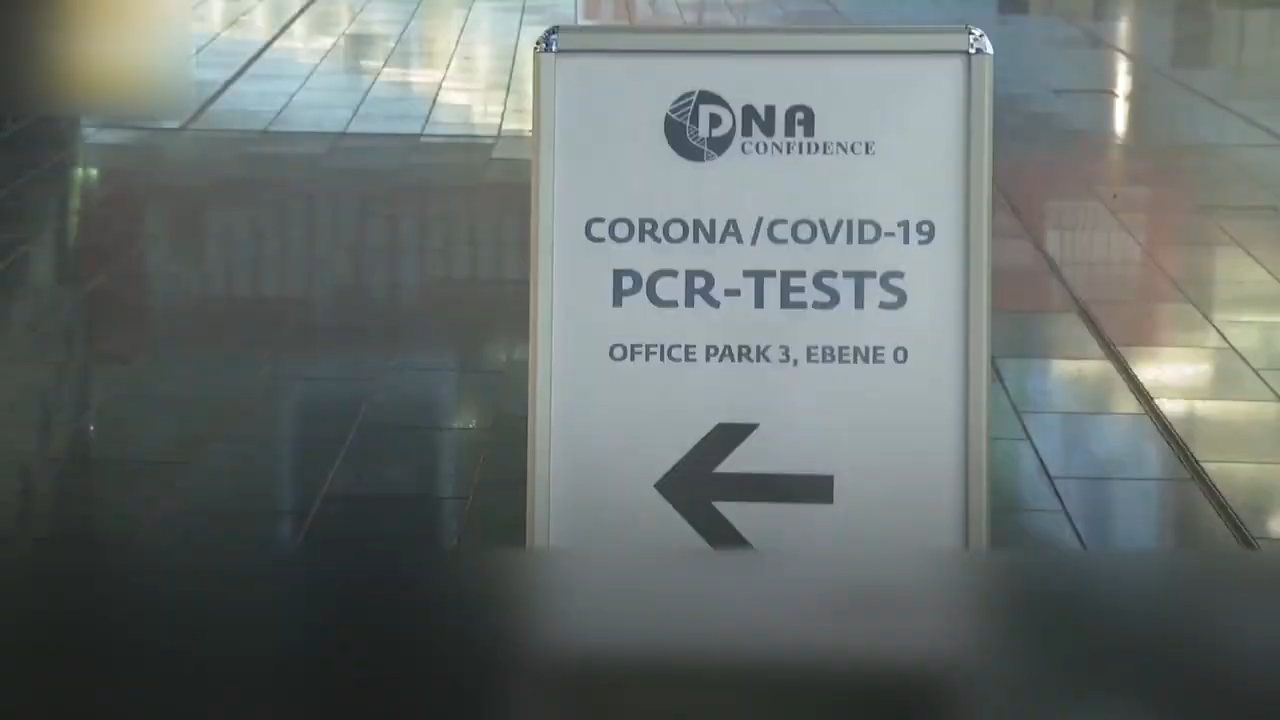 DNA
CONFIDENCE
CORONA/COVID-19
PCR-TESTS
OFFICE PARK 3, EBENE 0